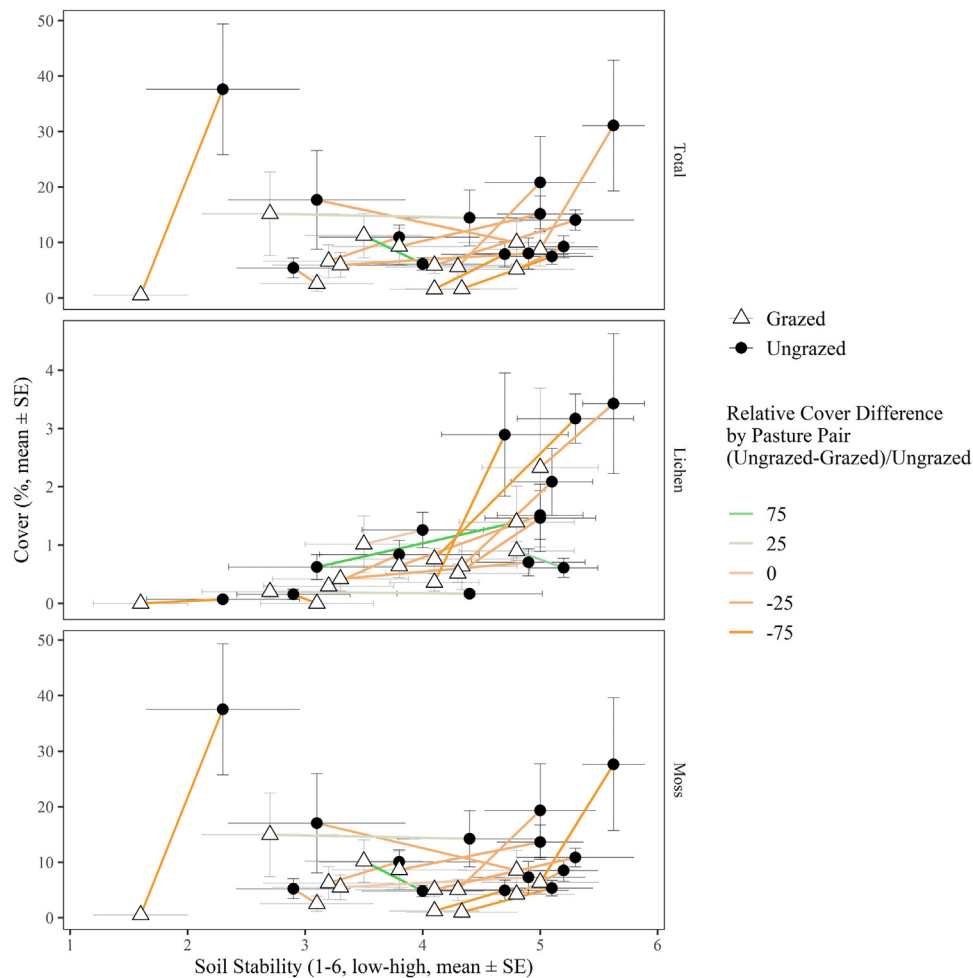 50
40
30
20
10
0
Total
4
3
2
1
0
Lichen
Cover (%, mean ± SE)
50
40
30
20
10
0
Moss
1 2 3 4 5 6
Soil Stability (1-6, low-high, mean ± SE)
Grazed
Ungrazed
Relative Cover Difference
by Pasture Pair
(Ungrazed-Grazed)/Ungrazed
75
25
0
-25
-75